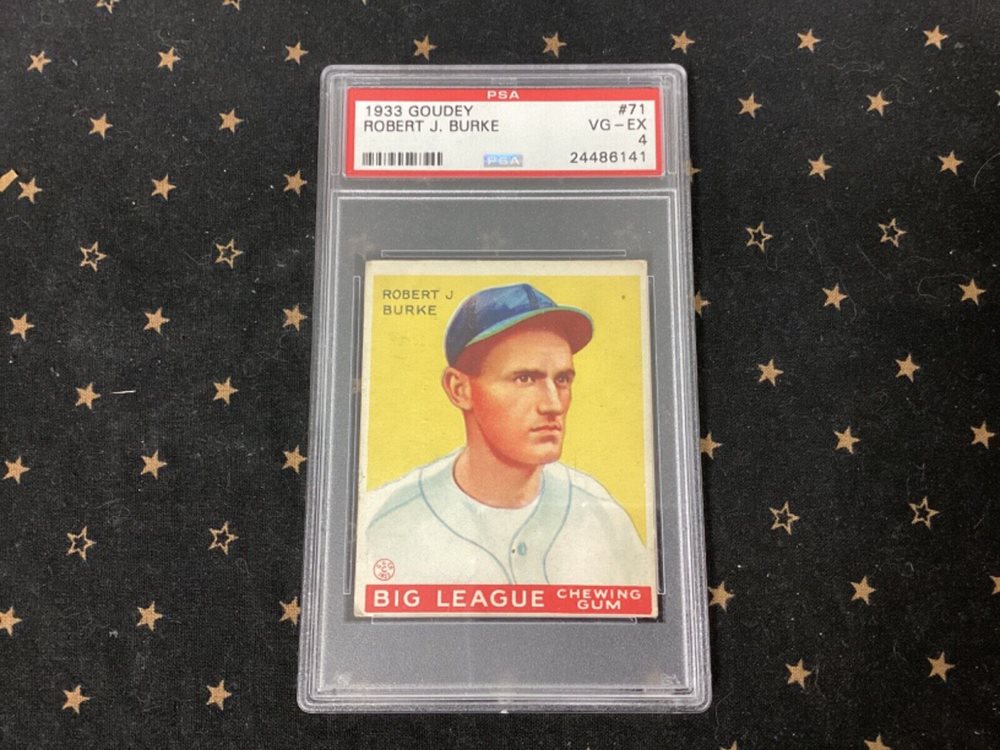 PSA
1933 GOUDEY #71
ROBERT J. BURKE VG-EX
4
PSA 24486141
ROBERT J
BURKE
BIG LEAGUE CHEWING
GUM